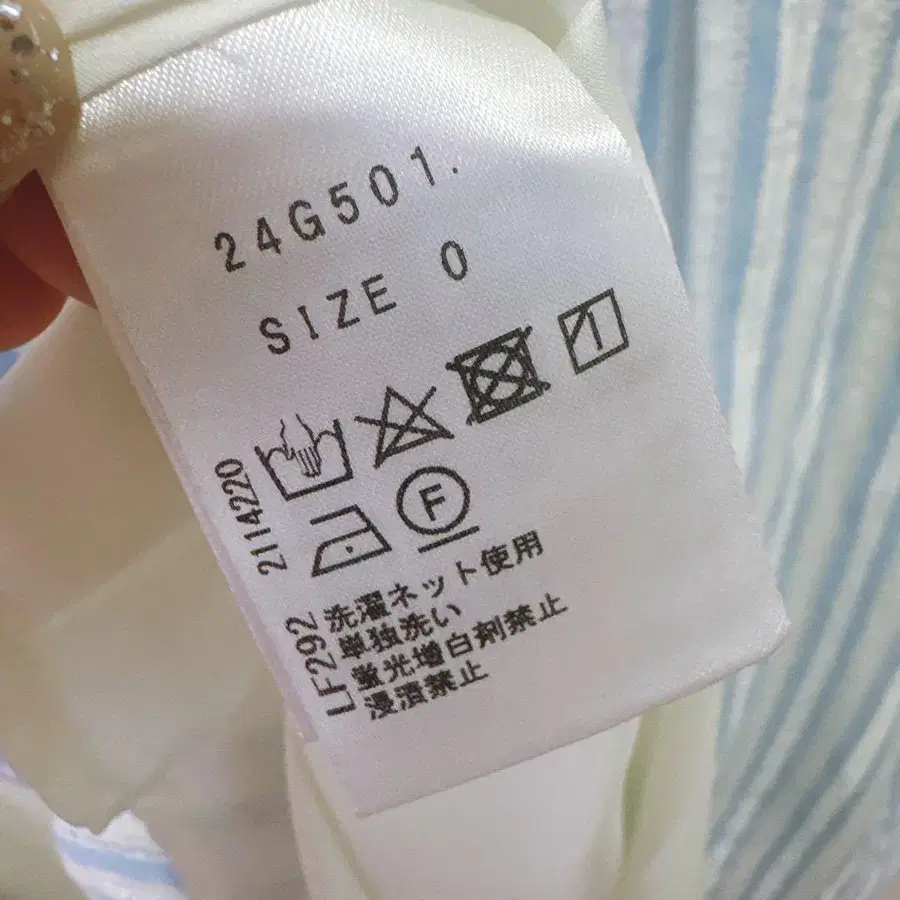 24G501.
SIZE 0
2114220
F
LF292
洗濯ネット使用
単独洗い
蛍光増白剤禁止
浸漬禁止